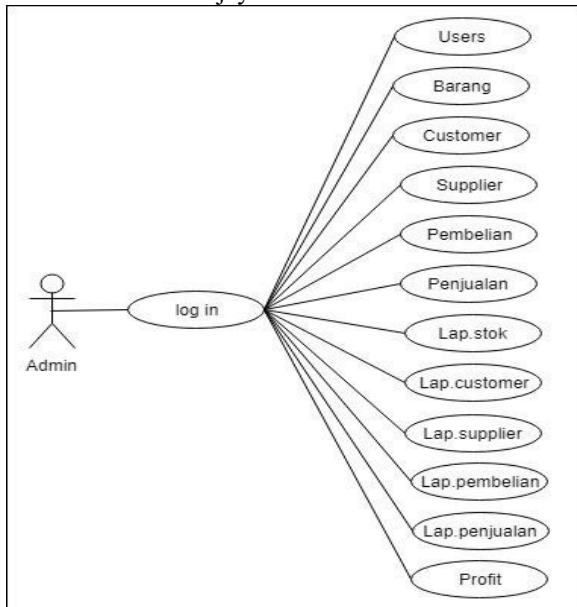 Users
Barang
Customer
Supplier
Pembelian
Penjualan
log in
Lap.stok
Admin
Lap.customer
Lap.supplier
Lap.pembelian
Lap.penjualan
Profit